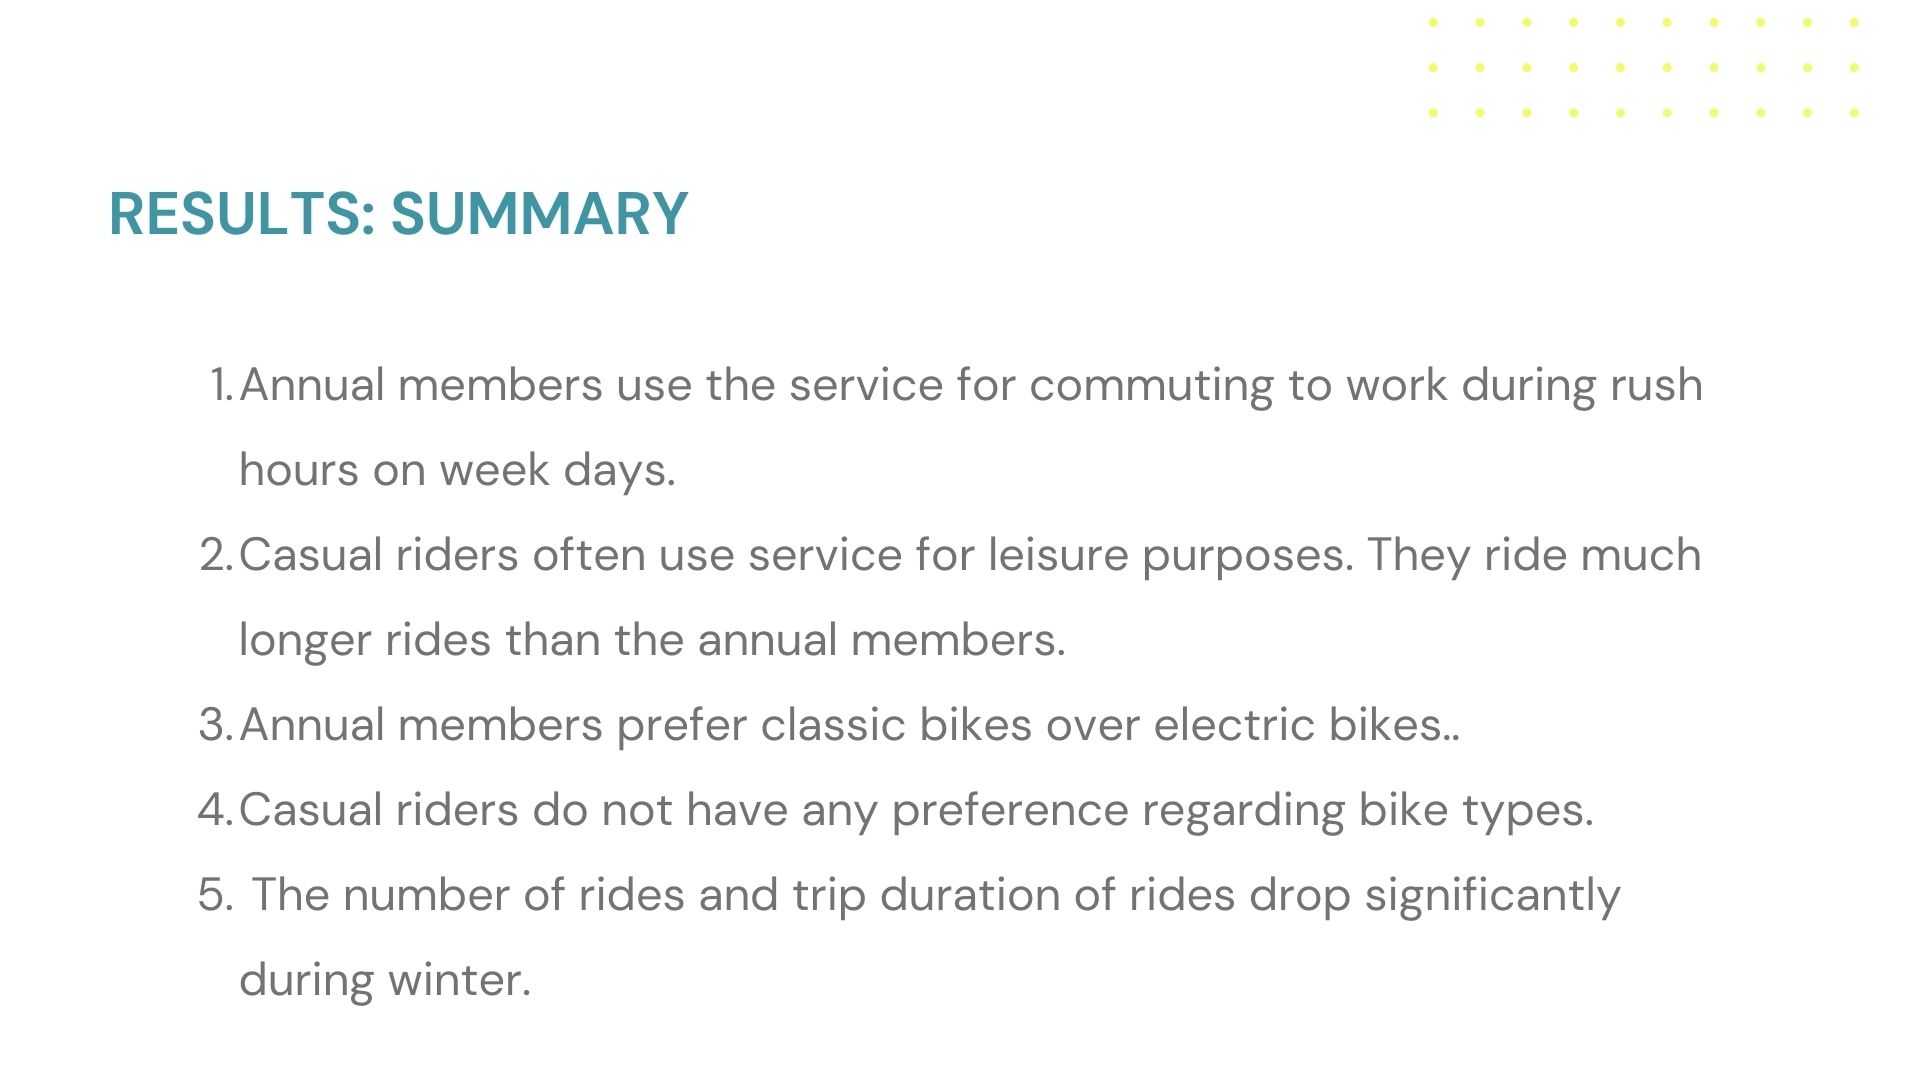 RESULTS: SUMMARY
1. Annual members use the service for commuting to work during rush
hours on week days.
2. Casual riders often use service for leisure purposes. They ride much
longer rides than the annual members.
3. Annual members prefer classic bikes over electric bikes..
4. Casual riders do not have any preference regarding bike types.
5. The number of rides and trip duration of rides drop significantly
during winter.